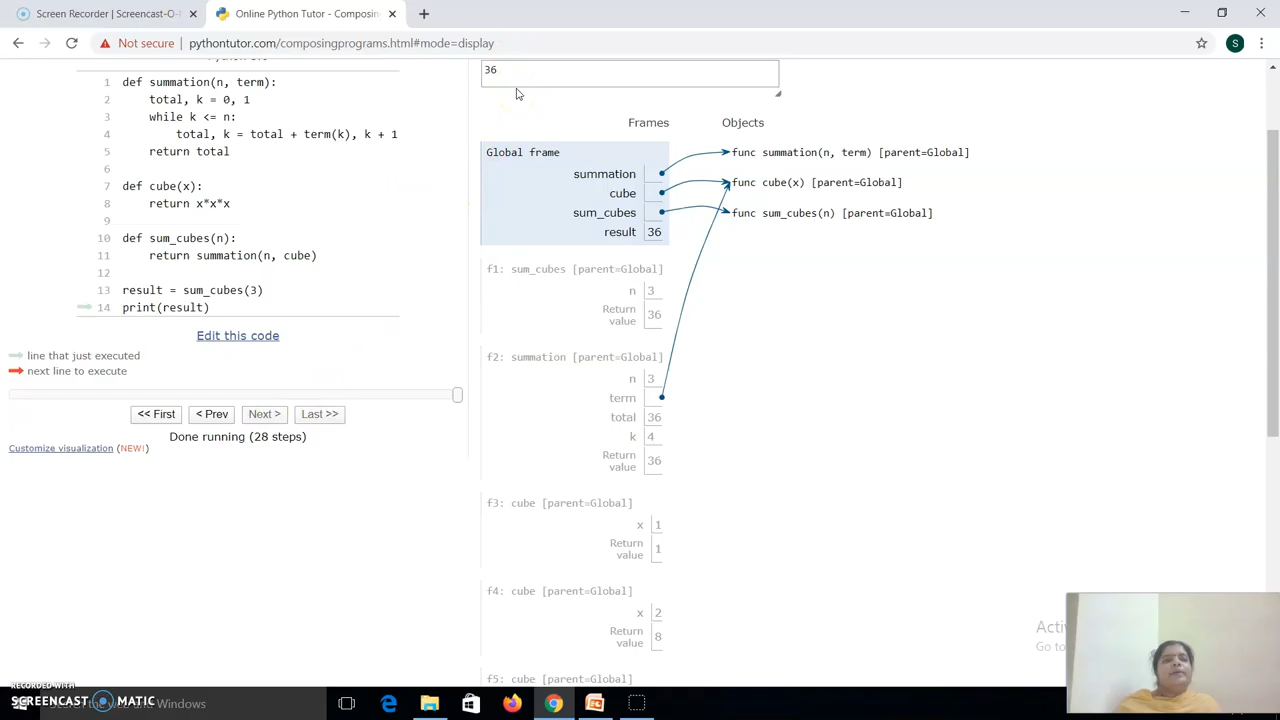 Screen Recorder | Screencast-O-
Online Python Tutor - Composin
Not secure
pythontutor.com/composingprograms.html#mode=display
S
1 def summation(n, term):
2 total, k = 0, 1
3 while k <= n:
4 total, k = total + term(k), k + 1
5 return total
6
7 def cube(x):
8 return x*x*x
9
10 def sum_cubes(n):
11 return summation(n, cube)
12
13 result = sum_cubes(3)
14 print(result)
Edit this code
line that just executed
next line to execute
<< First
< Prev
Next >
Last >>
Done running (28 steps)
Customize visualization (NEW!)
36
Frames
Objects
Global frame
summation
cube
sum_cubes
result 36
func summation(n, term) [parent=Global]
func cube(x) [parent=Global]
func sum_cubes(n) [parent=Global]
f1: sum_cubes [parent=Global]
n 3
Return
value 36
f2: summation [parent=Global]
n 3
term
total 36
k 4
Return
value 36
f3: cube [parent=Global]
x 1
Return
value 1
f4: cube [parent=Global]
x 2
Return
value 8
f5: cube [parent=Global]
Go to
RECORDED WITH
SCREENCAST MATIC
Windows